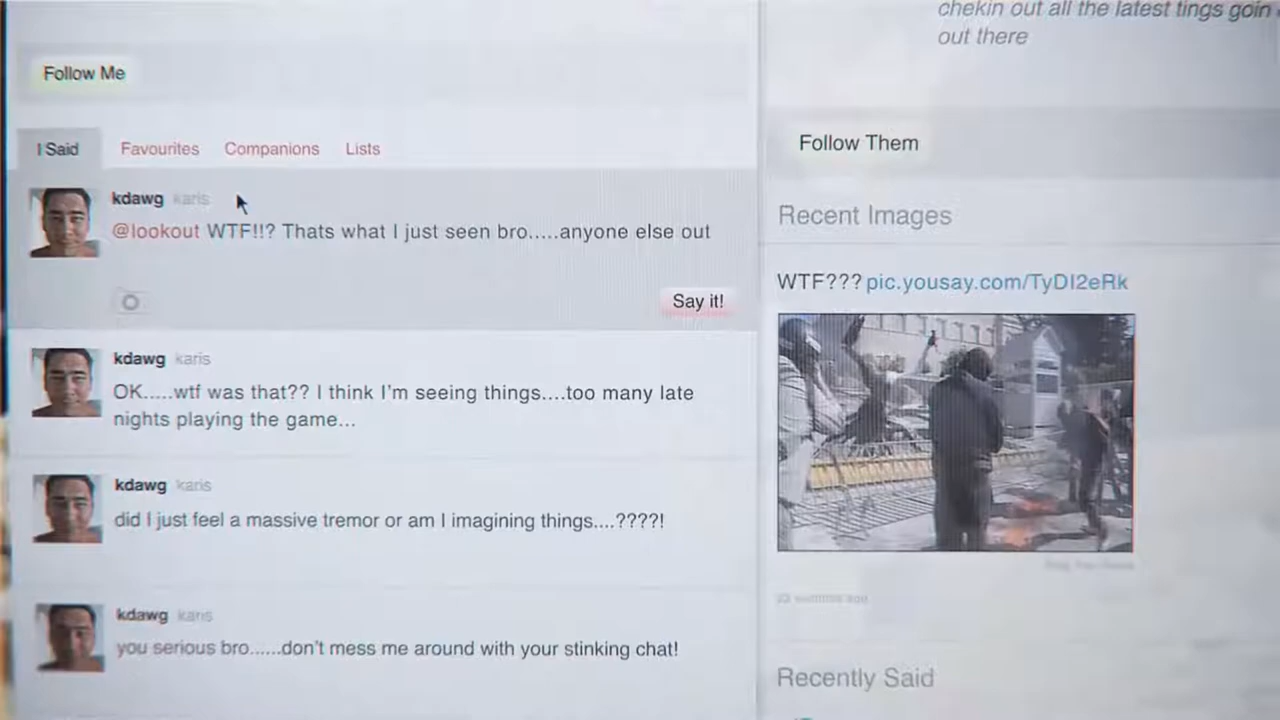 chekin out all the latest tings goin
out there
Follow Me
Follow Them
I Said
Favourites
Companions
Lists
kdawg karis
@lookout WTF!!? Thats what I just seen bro.....anyone else out
Say it!
kdawg karis
OK.....wtf was that?? I think I'm seeing things....too many late
nights playing the game...
kdawg karis
did I just feel a massive tremor or am I imagining things....????!
kdawg karis
you serious bro......don't mess me around with your stinking chat!
Recent Images
WTF??? pic.yousay.com/TyDI2eRk
Recently Said